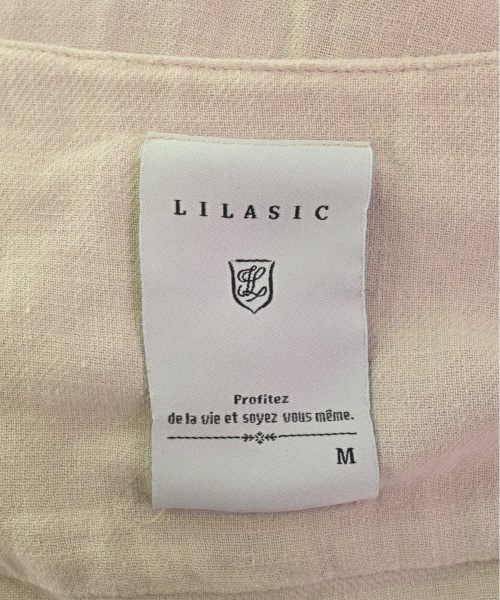 LILASIC
Profitez
de la vie et soyez vous même.
M